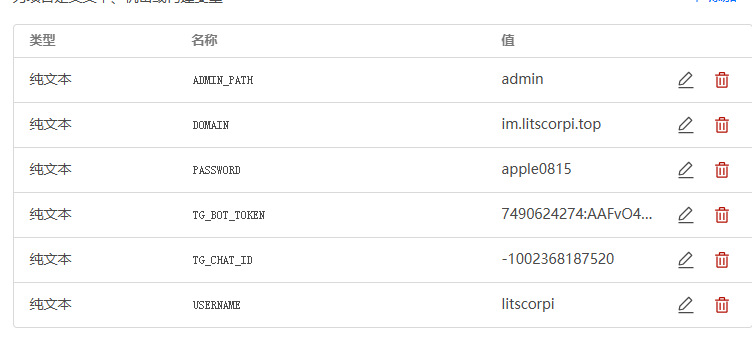 类型 名称 值
纯文本 ADMIN_PATH admin
纯文本 DOMAIN im.litscorpi.top
纯文本 PASSWORD apple0815
纯文本 TG_BOT_TOKEN 7490624274:AAFvO4...
纯文本 TG_CHAT_ID -1002368187520
纯文本 USERNAME litscorpi